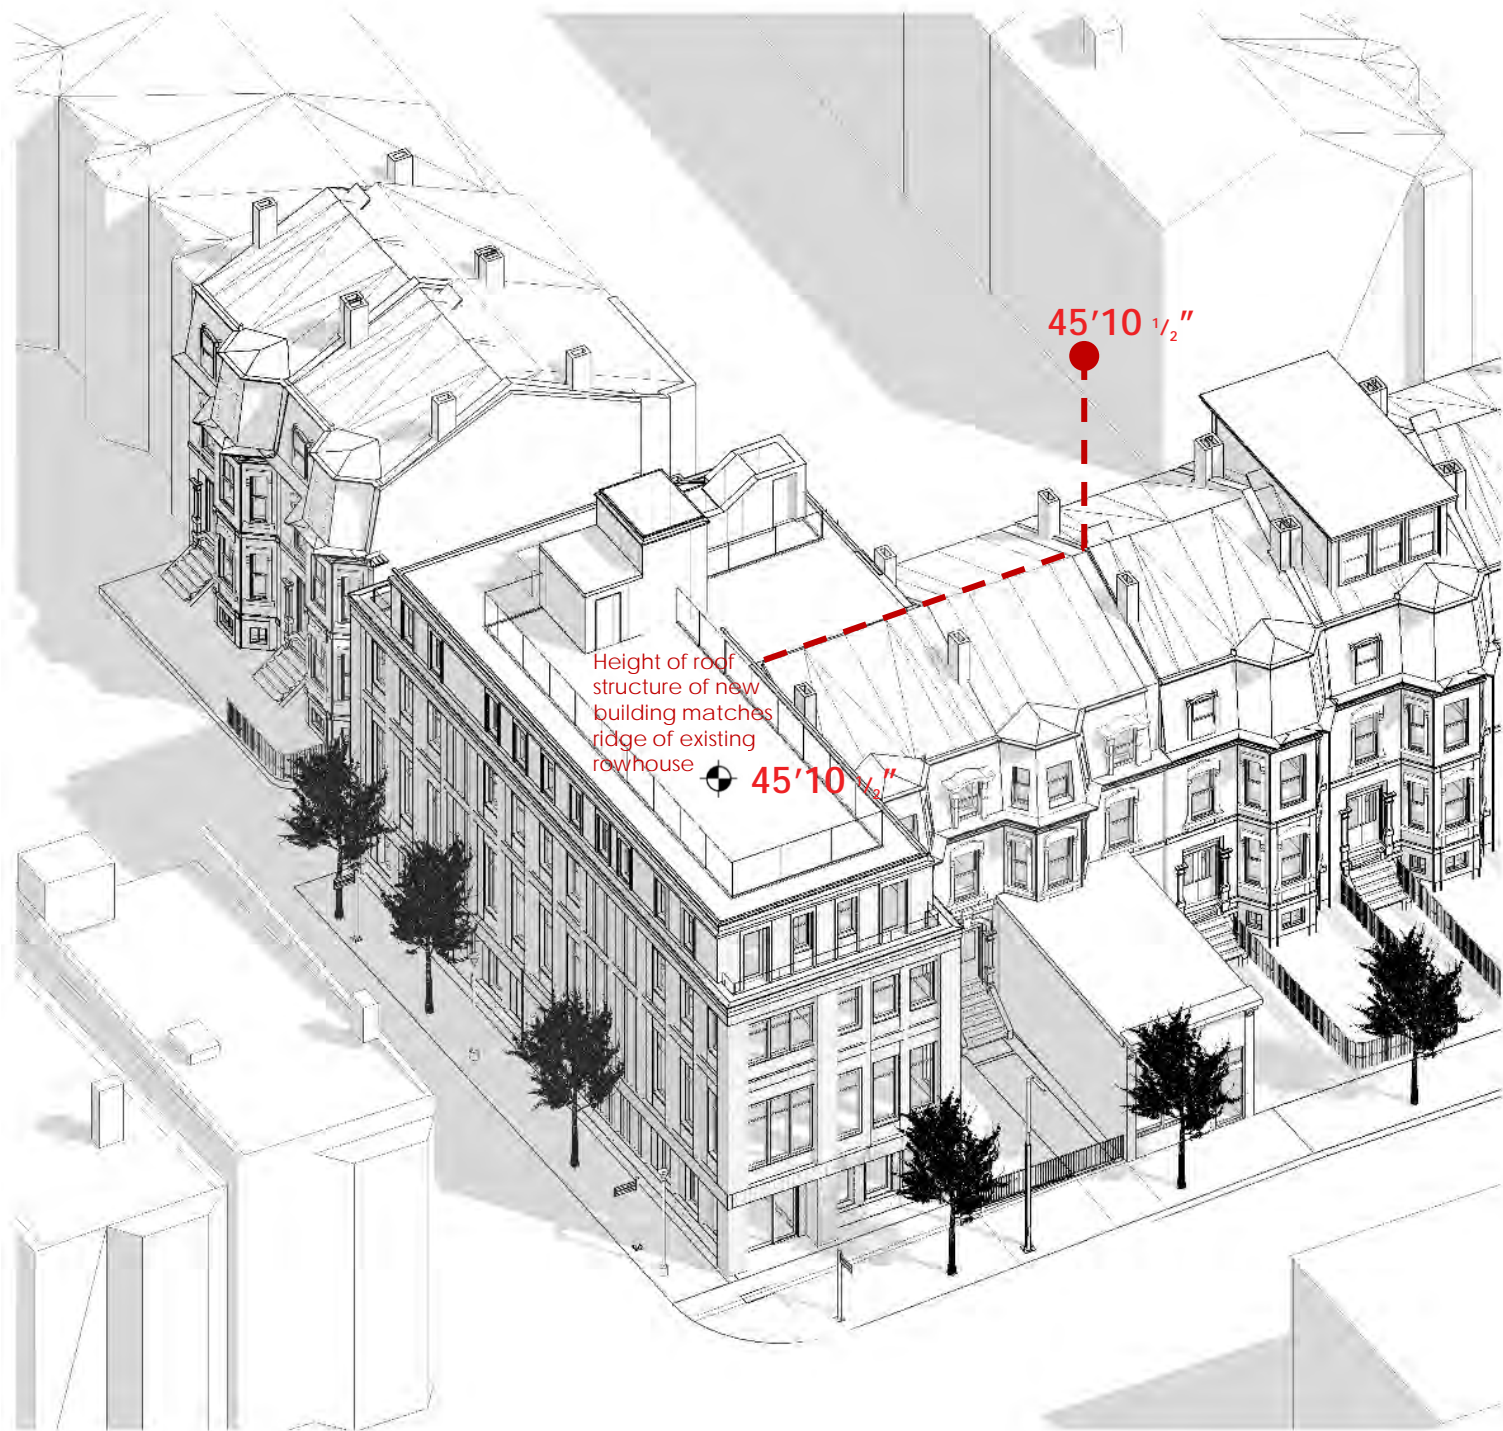 45’10 1/2”
Height of roof
structure of new
building matches
ridge of existing
rowhouse
45’10 1/2”